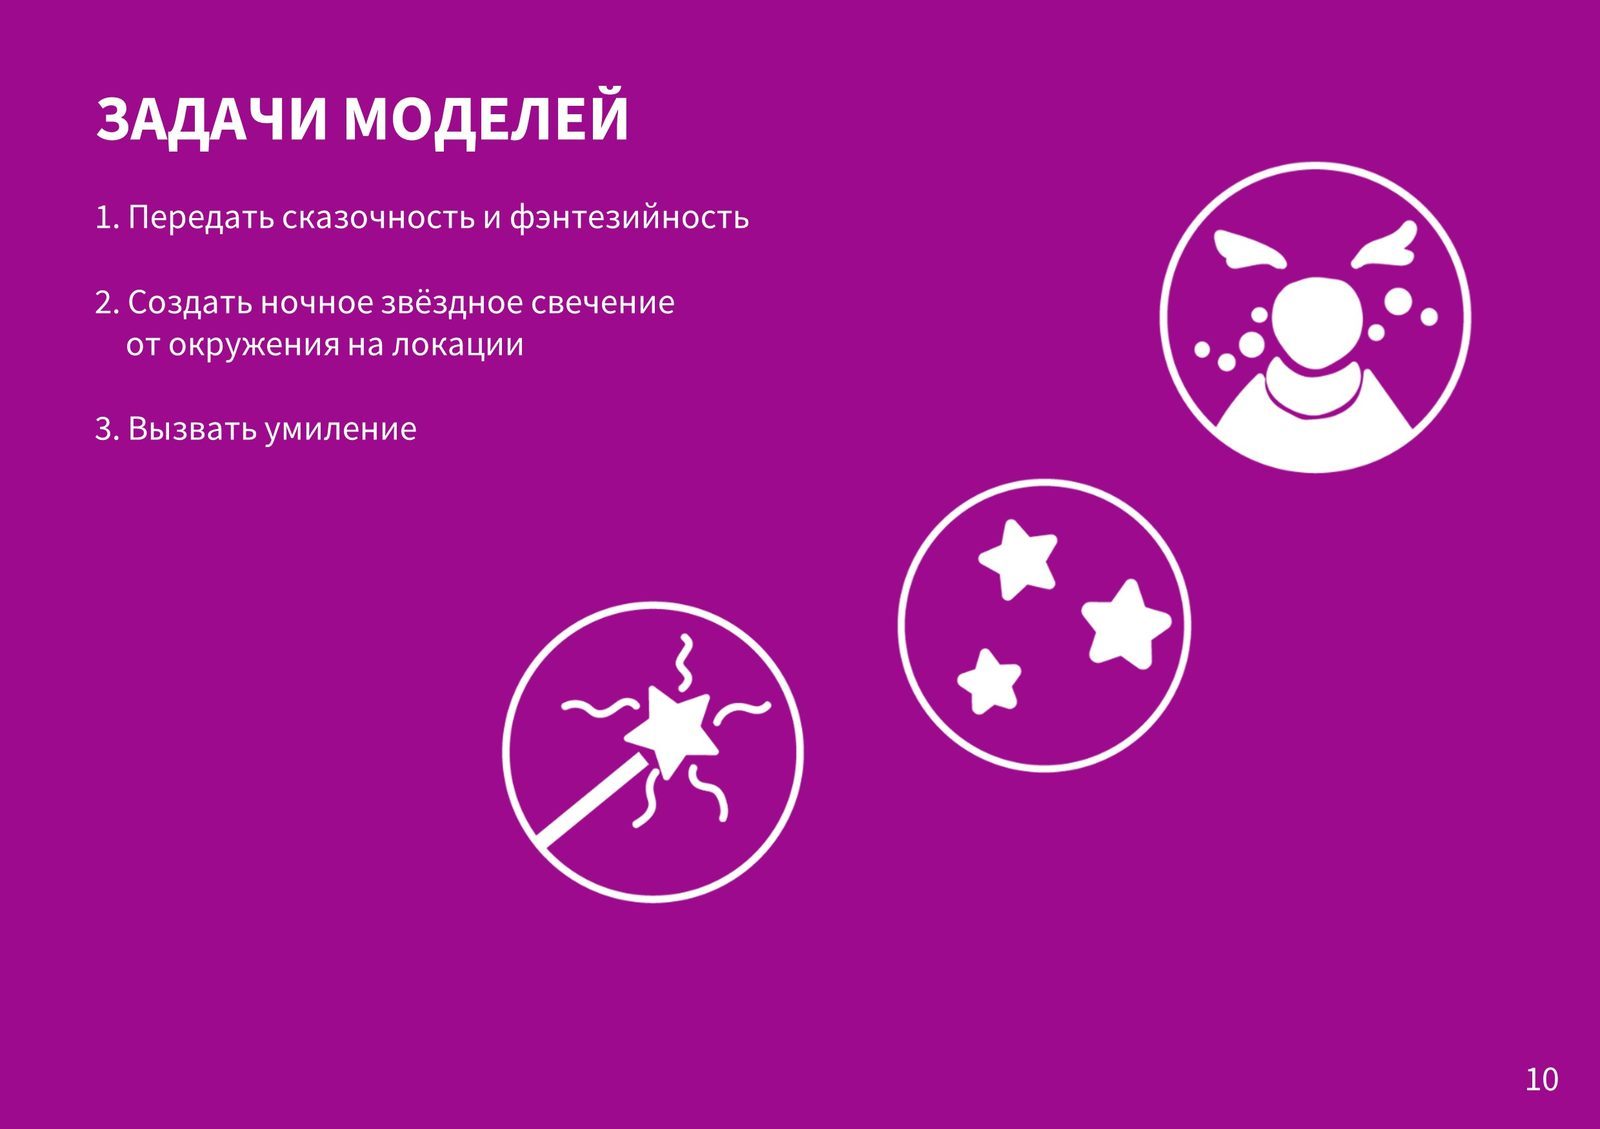 ЗАДАЧИ МОДЕЛЕЙ
1. Передать сказочность и фэнтезийность
2. Создать ночное звёздное свечение
от окружения на локации
3. Вызвать умиление
10